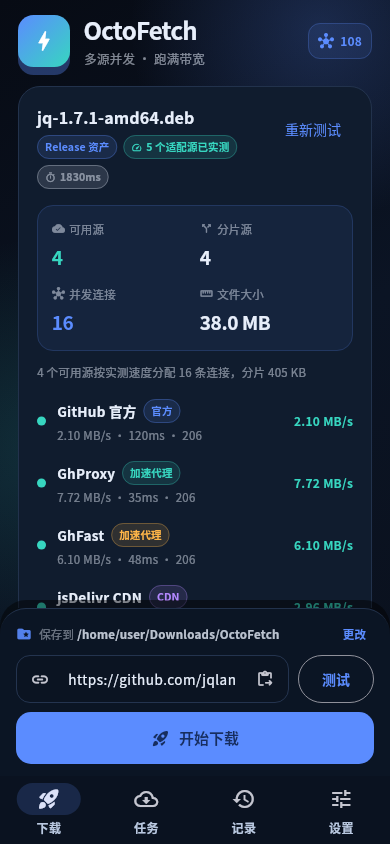 OctoFetch
多源并发 · 跑满带宽
108
jq-1.7.1-amd64.deb
重新测试
Release 资产
5 个适配源已实测
1830ms
可用源
分片源
4
4
并发连接
文件大小
16
38.0 MB
4 个可用源按实测速度分配 16 条连接，分片 405 KB
GitHub 官方 官方
2.10 MB/s
2.10 MB/s · 120ms · 206
GhProxy 加速代理
7.72 MB/s
7.72 MB/s · 35ms · 206
GhFast 加速代理
6.10 MB/s
6.10 MB/s · 48ms · 206
jsDelivr CDN CDN
2.96 MB/s
保存到 /home/user/Downloads/OctoFetch
更改
https://github.com/jqlan
测试
开始下载
下载
任务
记录
设置